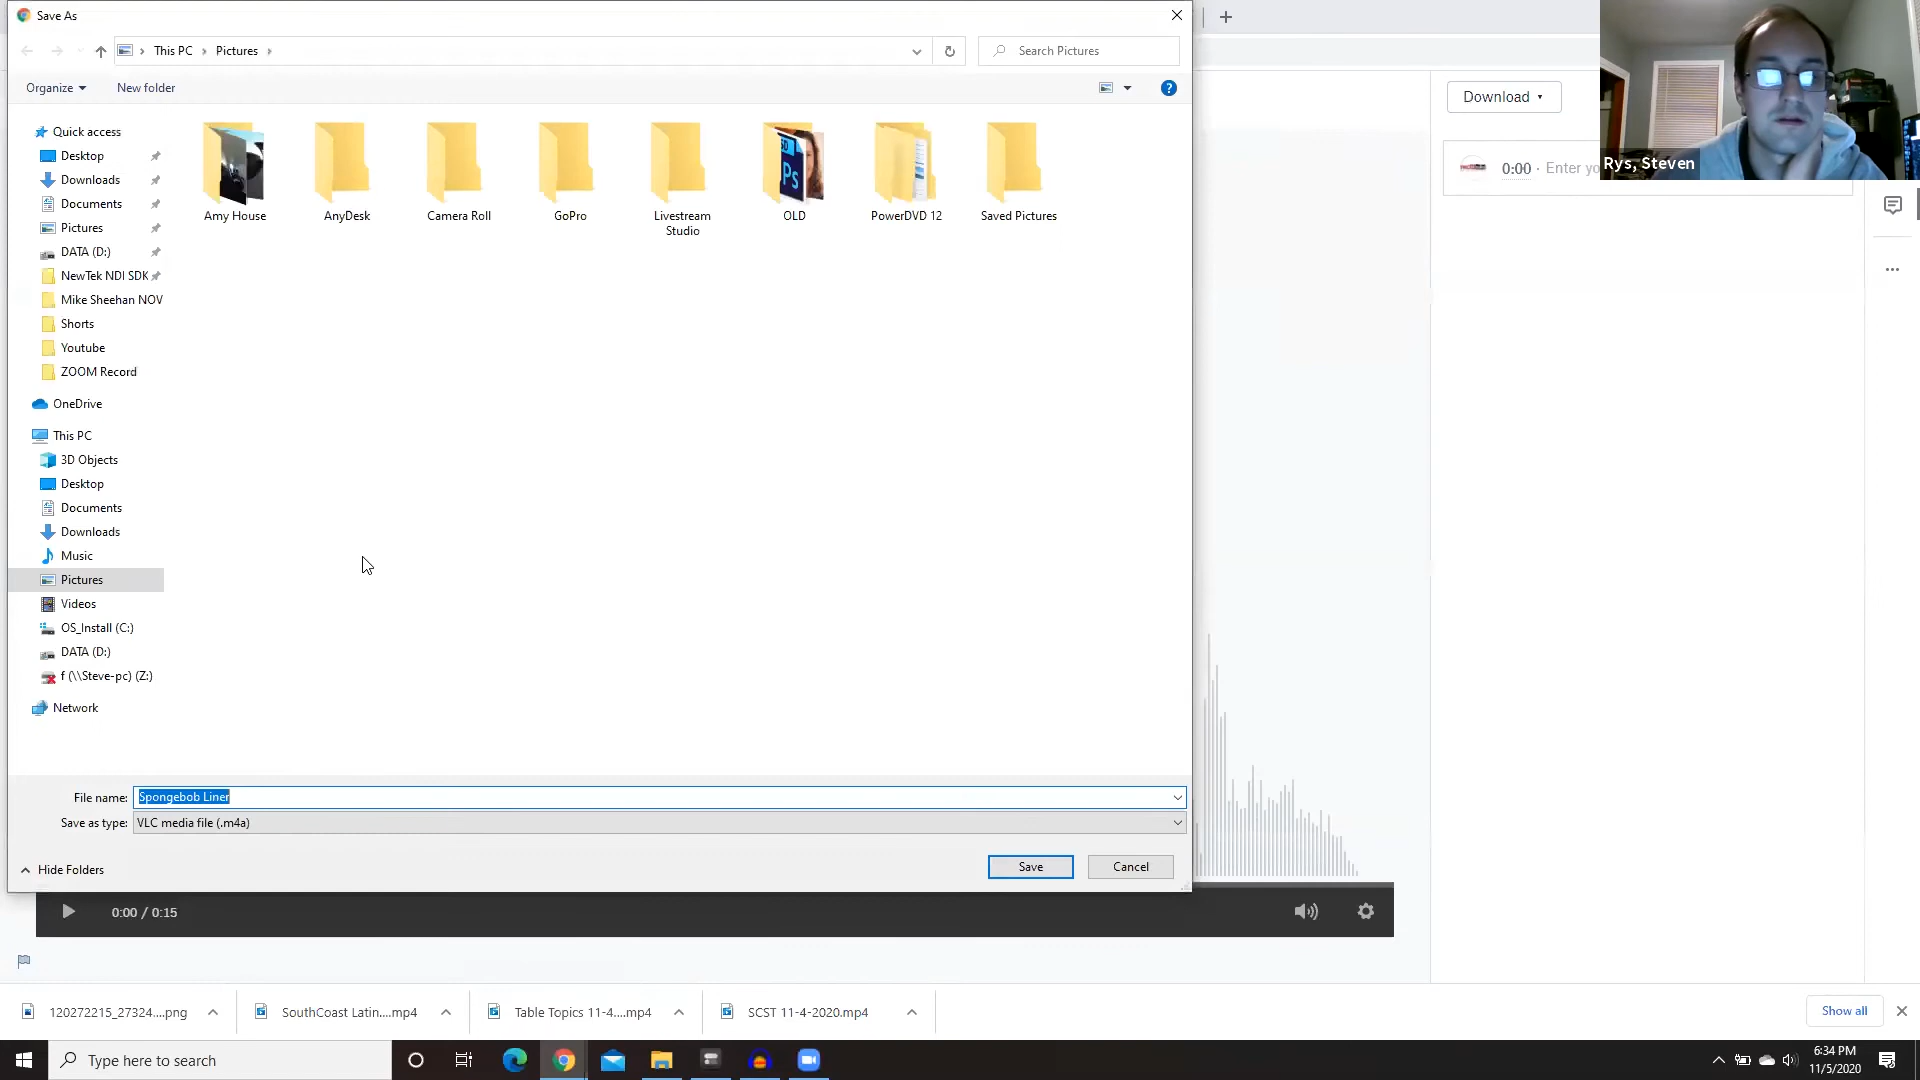 Save As
This PC
Pictures
Search Pictures
Organize
New folder
Download
Rys, Steven
0:00 · Enter yo
Quick access
Desktop
Downloads
Documents
Pictures
DATA (D:)
NewTek NDI SDK
Mike Sheehan NOV
Shorts
Youtube
ZOOM Record
OneDrive
This PC
3D Objects
Desktop
Documents
Downloads
Music
Pictures
Videos
OS_Install (C:)
DATA (D:)
f (\\Steve-pc) (Z:)
Network
Amy House
AnyDesk
Camera Roll
GoPro
Livestream
Studio
3D
Ps
OLD
PowerDVD 12
Saved Pictures
File name: Spongebob Liner
Save as type: VLC media file (.m4a)
Hide Folders
Save
Cancel
0:00 / 0:15
120272215_27324....png
SouthCoast Latin....mp4
Table Topics 11-4....mp4
SCST 11-4-2020.mp4
Show all
Type here to search
6:34 PM
11/5/2020